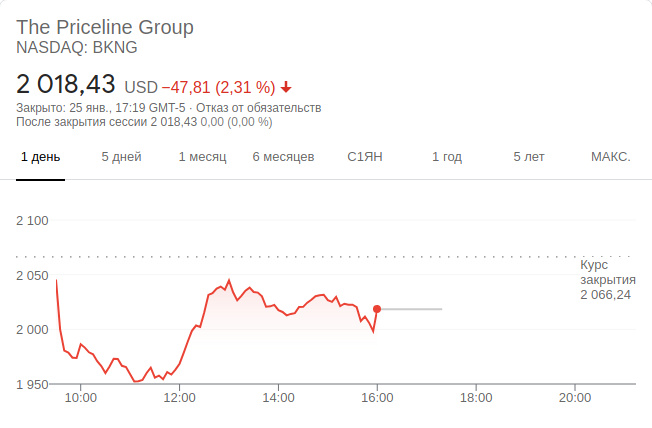 The Priceline Group
NASDAQ: BKNG
2 018,43 USD −47,81 (2,31 %)
Закрыто: 25 янв., 17:19 GMT-5 · Отказ от обязательств
После закрытия сессии 2 018,43 0,00 (0,00 %)
1 день 5 дней 1 месяц 6 месяцев С1ЯН 1 год 5 лет МАКС.
2 100
2 050
2 000
1 950
Курс
закрытия
2 066,24
10:00 12:00 14:00 16:00 18:00 20:00